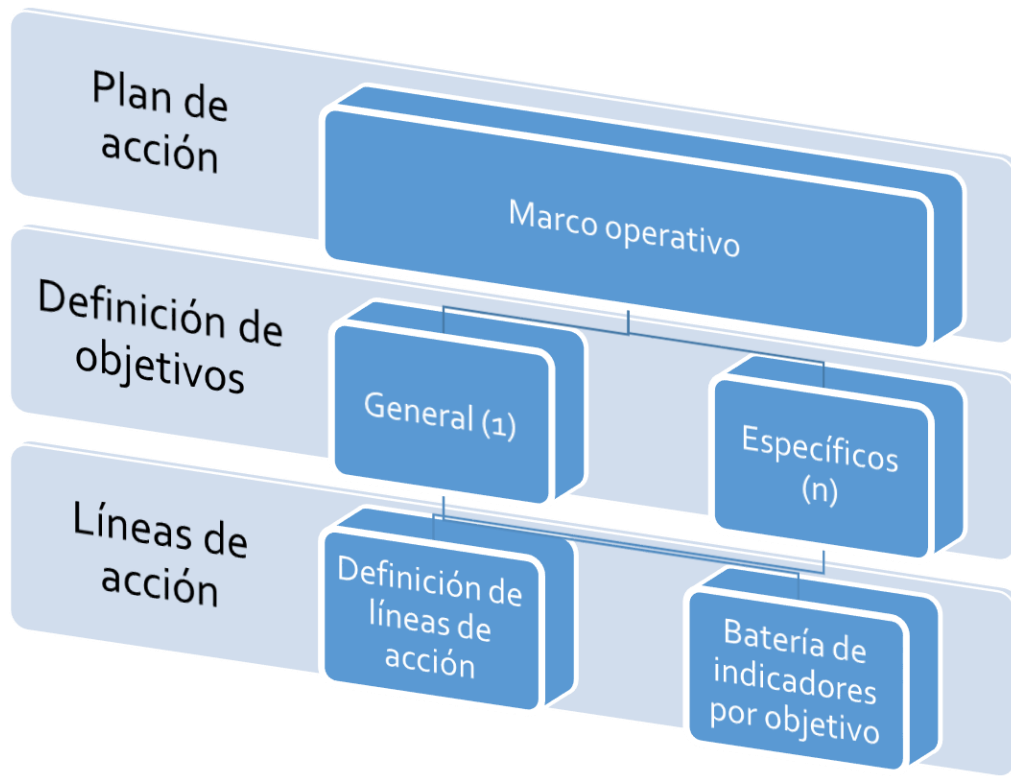 Plan de
acción
Marco operativo
Definición de
objetivos
General (1)
Específicos
(n)
Líneas de
acción
Definición de
líneas de
acción
Batería de
indicadores
por objetivo